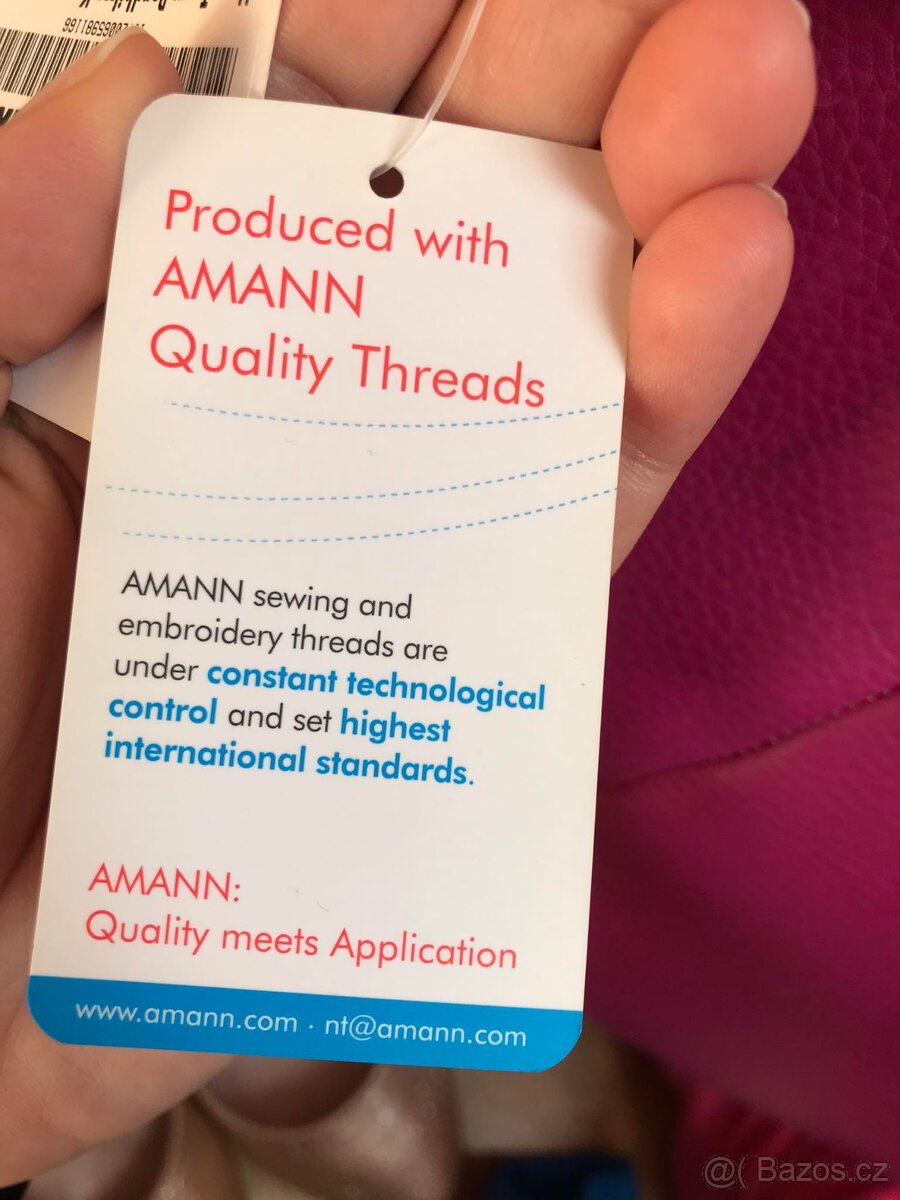 Produced with
AMANN
Quality Threads
AMANN sewing and
embroidery threads are
under constant technological
control and set highest
international standards.
AMANN:
Quality meets Application
www.amann.com · nt@amann.com
@( Bazos.cz